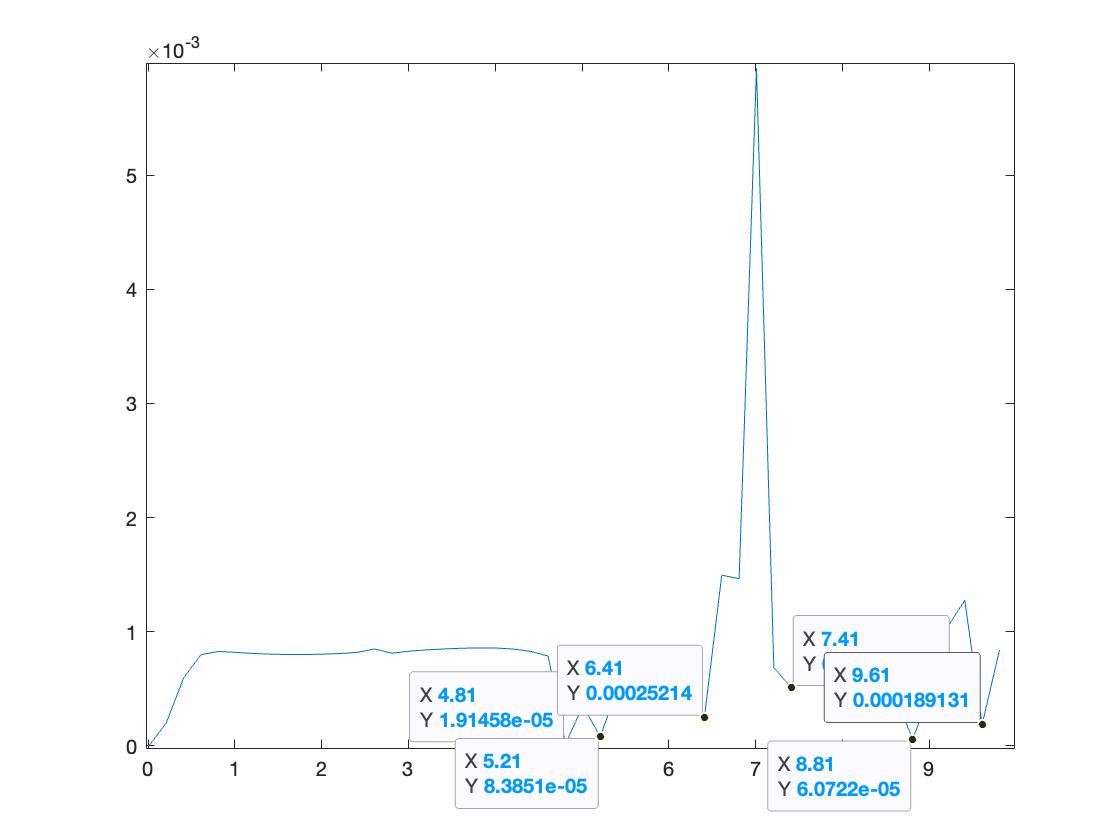 ×10-3
5
4
3
2
1
0
X 7.41
Y
X 6.41
Y 0.00025214
X 9.61
Y 0.000189131
X 4.81
Y 1.91458e-05
X 5.21
Y 8.3851e-05
X 8.81
Y 6.0722e-05
0 1 2 3 6 7 9